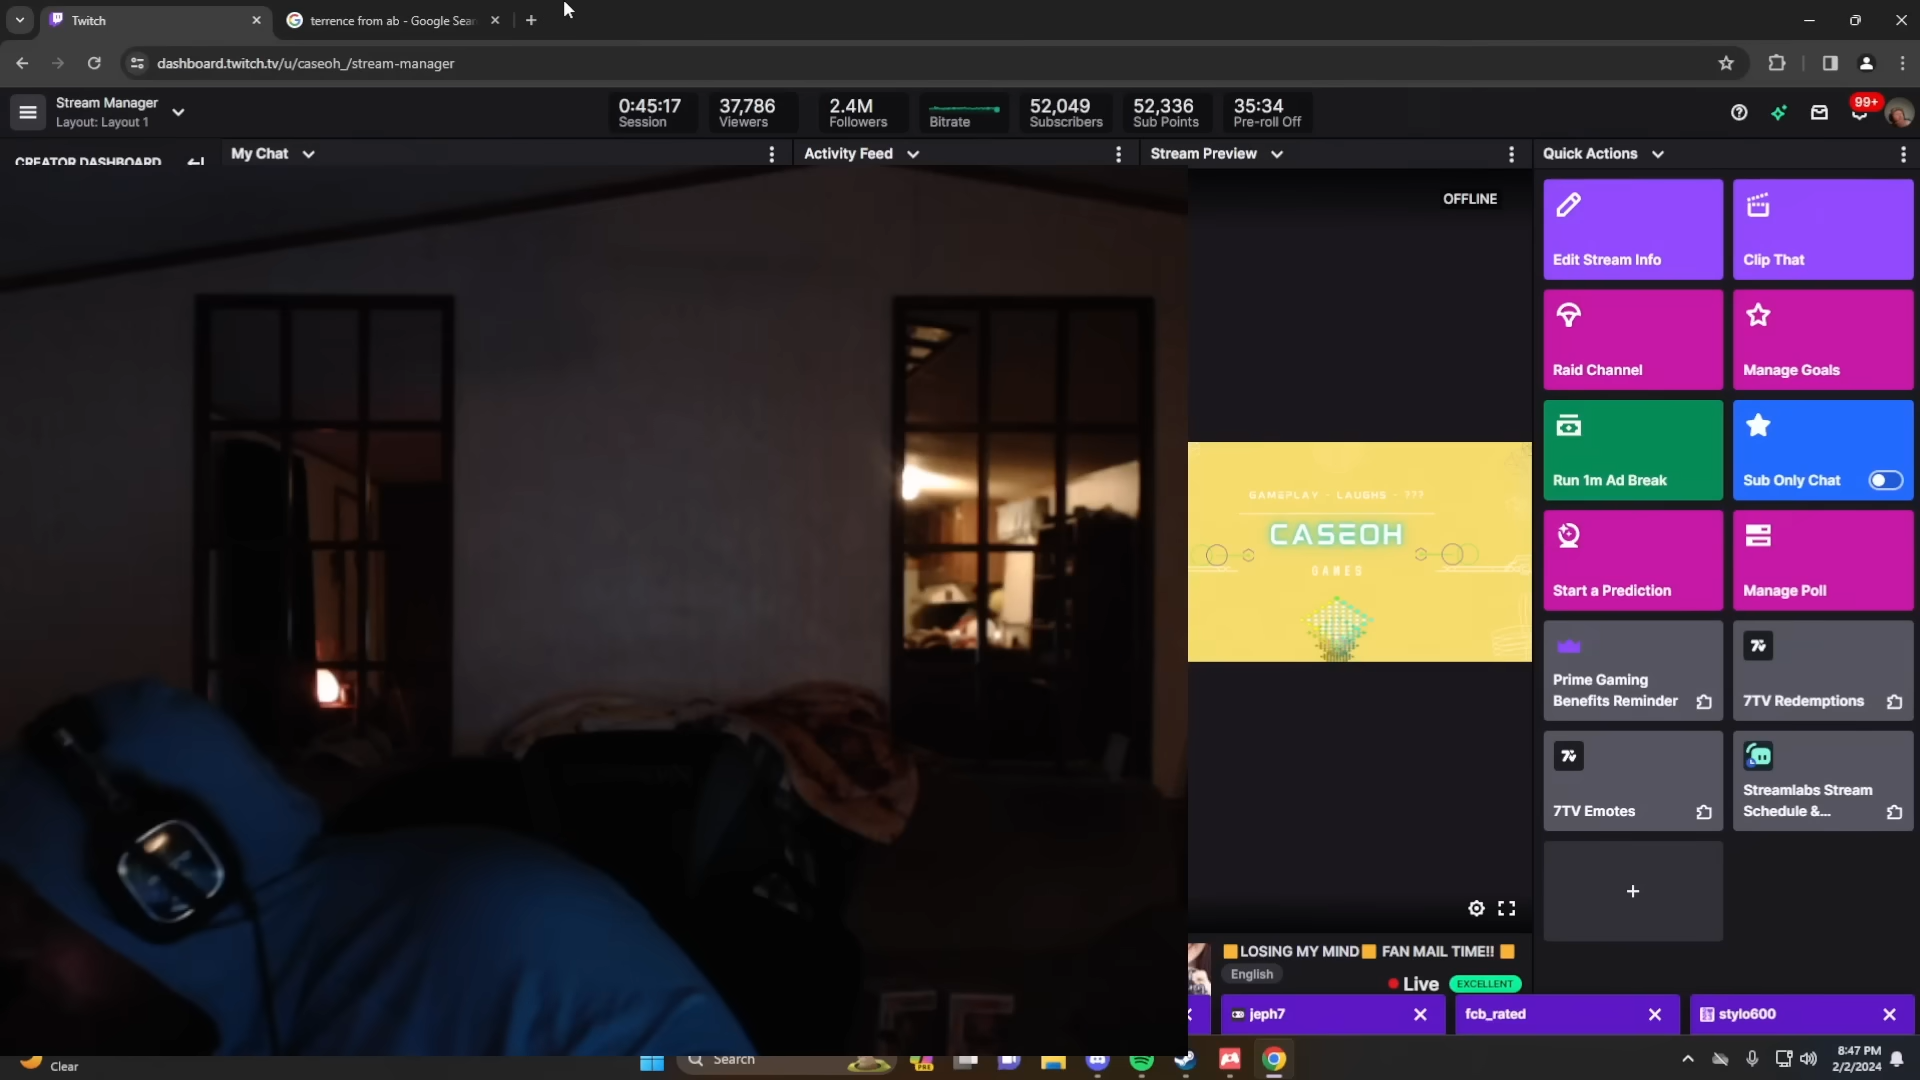 Twitch
terrence from ab - Google Sear
dashboard.twitch.tv/u/caseoh_/stream-manager
Stream Manager
Layout: Layout 1
0:45:17
Session
37,786
Viewers
2.4M
Followers
Bitrate
52,049
Subscribers
52,336
Sub Points
35:34
Pre-roll Off
99+
CREATOR DASHBOARD
My Chat
Activity Feed
Stream Preview
Quick Actions
OFFLINE
Edit Stream Info
Clip That
Raid Channel
Manage Goals
Run 1m Ad Break
Sub Only Chat
Start a Prediction
Manage Poll
Prime Gaming
Benefits Reminder
7TV Redemptions
7TV Emotes
Streamlabs Stream
Schedule &...
GAMEPLAY - LAUGHS - ???
CASEOH
GAMES
LOSING MY MIND FAN MAIL TIME!!
English
Live
EXCELLENT
jeph7
fcb_rated
stylo600
Clear
Search
PRE
8:47 PM
2/2/2024